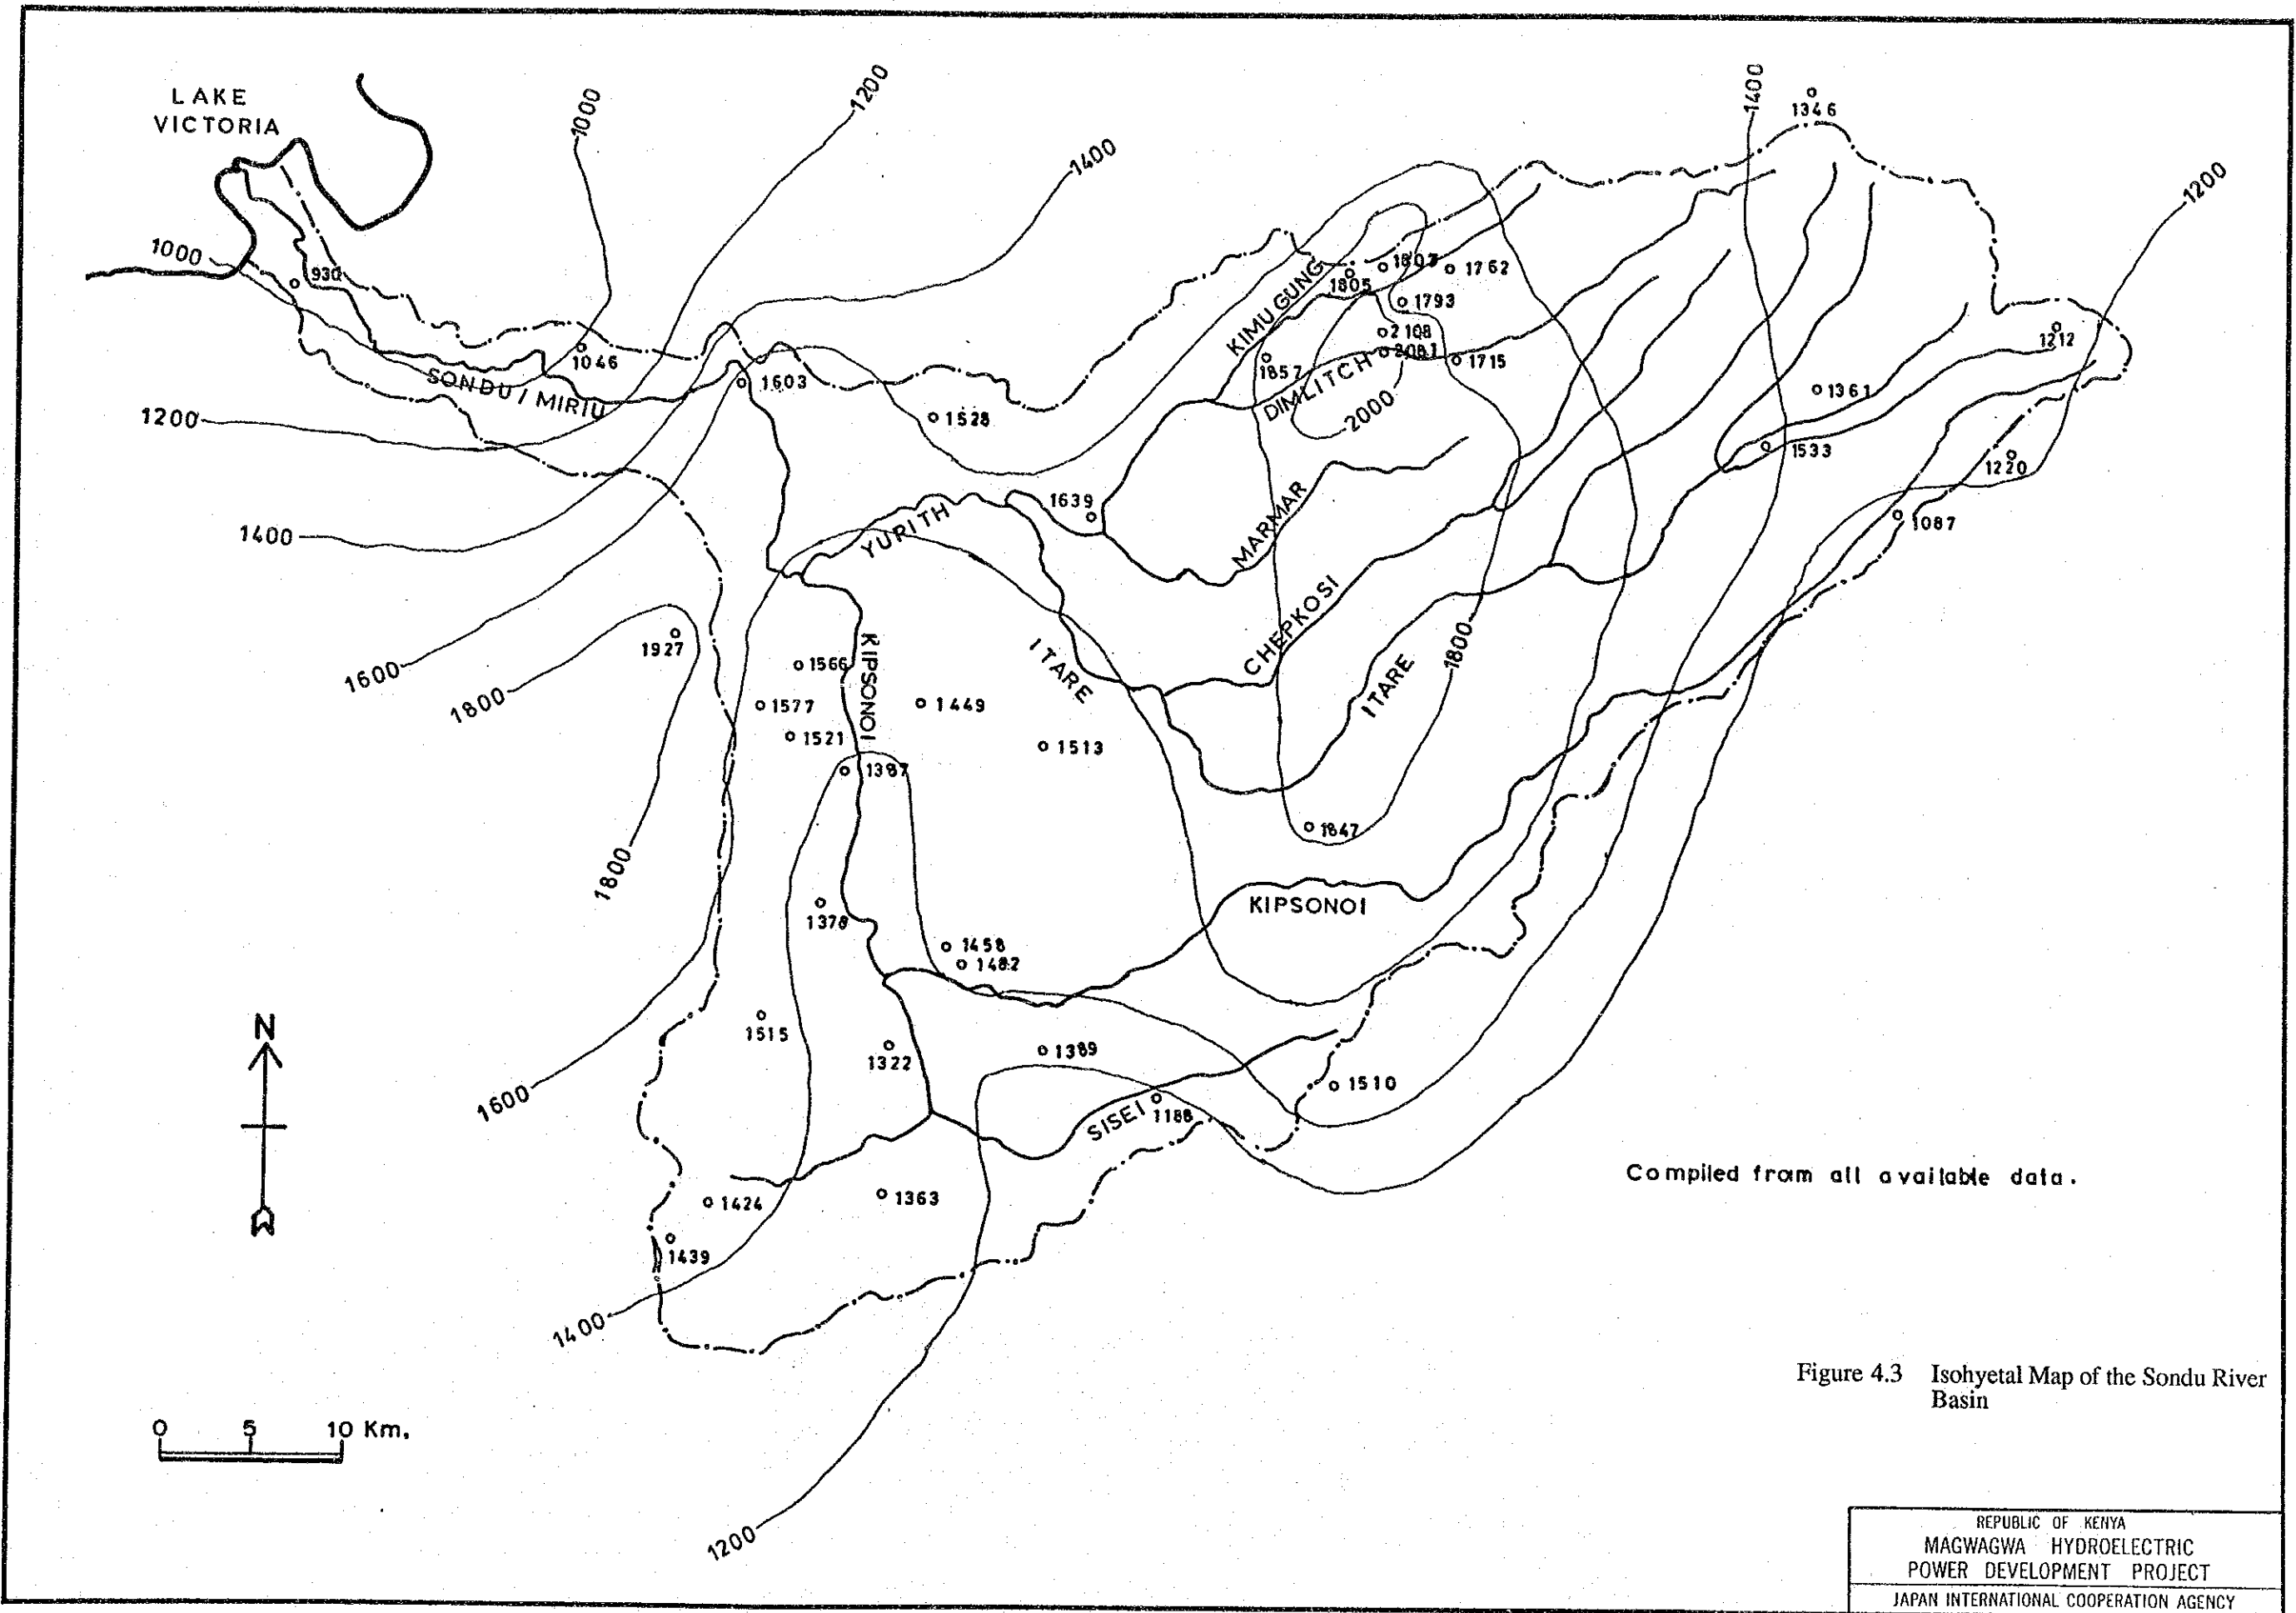 LAKE
VICTORIA
1000
1200
1400
1400
1346
1200
1000
930
1046
SONDU / MIRIU
1603
1528
1200
1400
1600
1800
1927
1800
1600
1400
1200
KIMUGUNG
1805
1762
1793
2108
1857
DIMLITCH
1715
2000
1212
1361
1533
1220
1087
1639
YURITH
MARMAR
CHEPKOSI
ITARE
ITARE
1800
KIPSONOI
1566
1577
1521
1449
1513
1387
1847
KIPSONOI
1458
1482
1515
1322
1389
1510
SISEI
1188
1424
1363
1439
N
Compiled from all available data.
Figure 4.3 Isohyetal Map of the Sondu River
Basin
0 5 10 Km.
REPUBLIC OF KENYA
MAGWAGWA HYDROELECTRIC
POWER DEVELOPMENT PROJECT
JAPAN INTERNATIONAL COOPERATION AGENCY